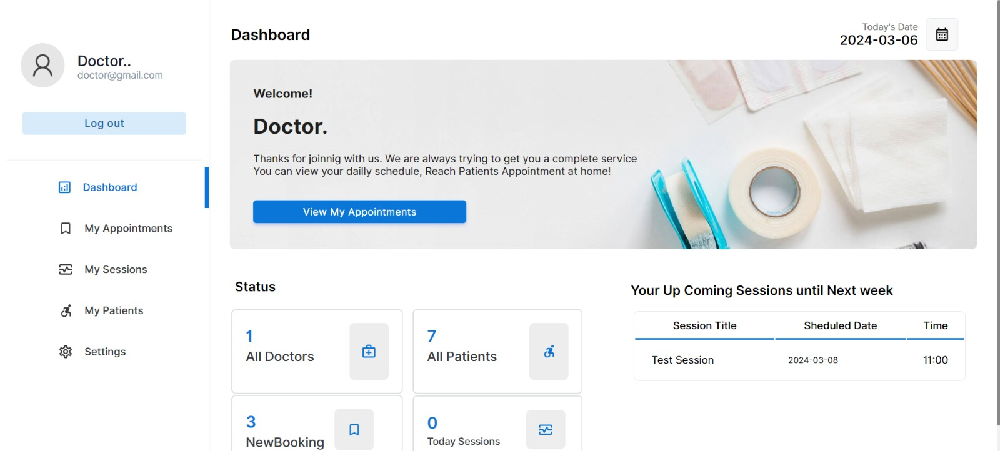 Doctor..
doctor@gmail.com
Log out
Dashboard
My Appointments
My Sessions
My Patients
Settings
Dashboard
Today's Date
2024-03-06
Welcome!
Doctor.
Thanks for joinnig with us. We are always trying to get you a complete service
You can view your dailly schedule, Reach Patients Appointment at home!
View My Appointments
Status
1
All Doctors
7
All Patients
3
NewBooking
0
Today Sessions
Your Up Coming Sessions until Next week
Session Title Sheduled Date Time
Test Session 2024-03-08 11:00